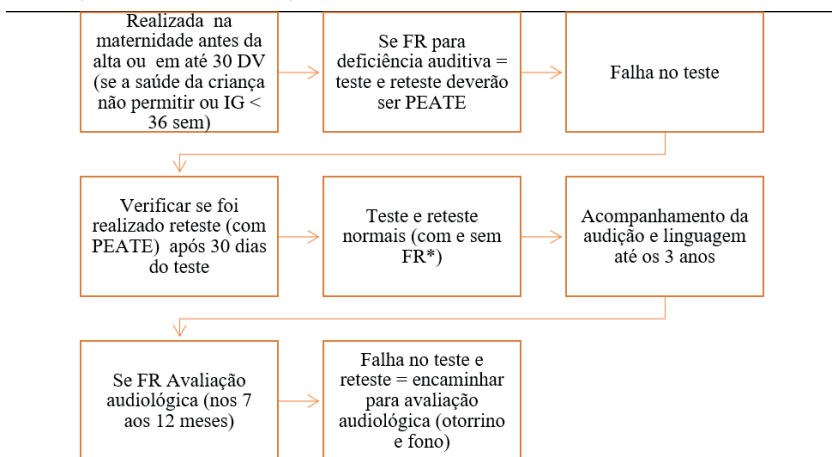 Realizada na
maternidade antes da
alta ou em até 30 DV
(se a saúde da criança
não permitir ou IG <
36 sem)
Se FR para
deficiência auditiva =
teste e reteste deverão
ser PEATE
Falha no teste
Verificar se foi
realizado reteste (com
PEATE) após 30 dias
do teste
Teste e reteste
normais (com e sem
FR*)
Acompanhamento da
audição e linguagem
até os 3 anos
Se FR Avaliação
audiológica (nos 7
aos 12 meses)
Falha no teste e
reteste = encaminhar
para avaliação
audiológica (otorrino
e fono)